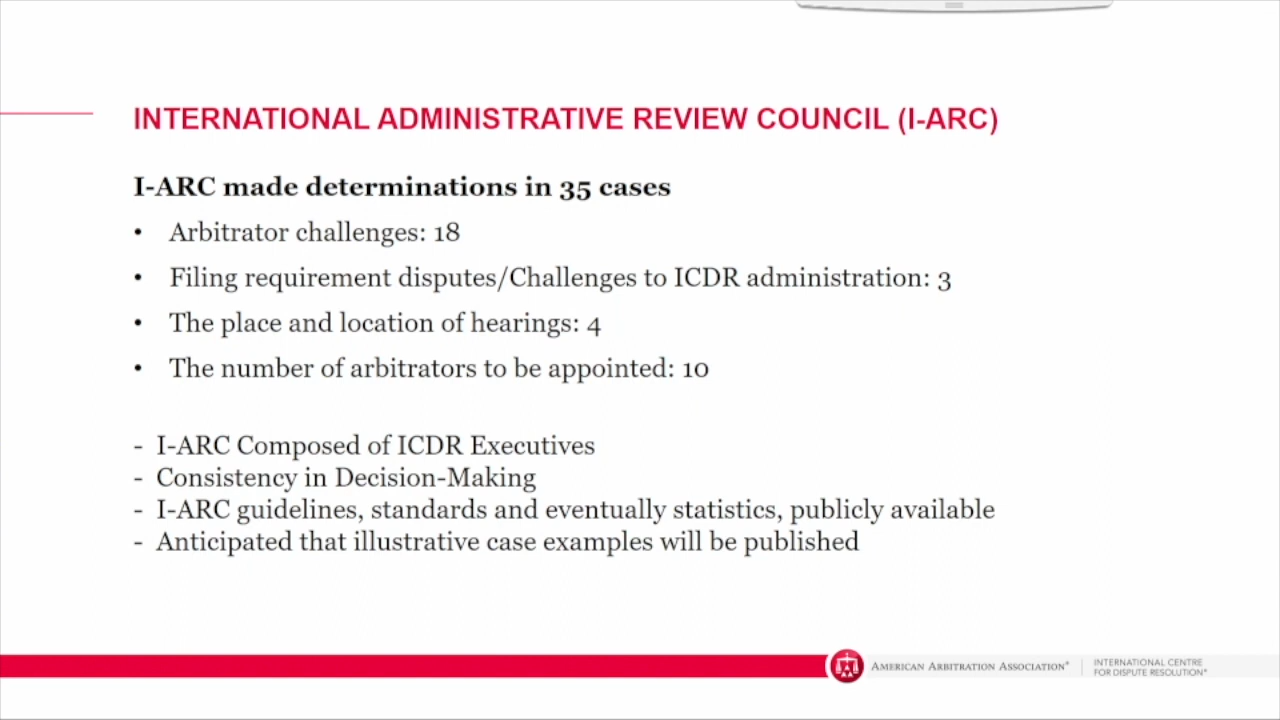 INTERNATIONAL ADMINISTRATIVE REVIEW COUNCIL (I-ARC)
I-ARC made determinations in 35 cases
• Arbitrator challenges: 18
• Filing requirement disputes/Challenges to ICDR administration: 3
• The place and location of hearings: 4
• The number of arbitrators to be appointed: 10
- I-ARC Composed of ICDR Executives
- Consistency in Decision-Making
- I-ARC guidelines, standards and eventually statistics, publicly available
- Anticipated that illustrative case examples will be published
AMERICAN ARBITRATION ASSOCIATION®
INTERNATIONAL CENTRE
FOR DISPUTE RESOLUTION®